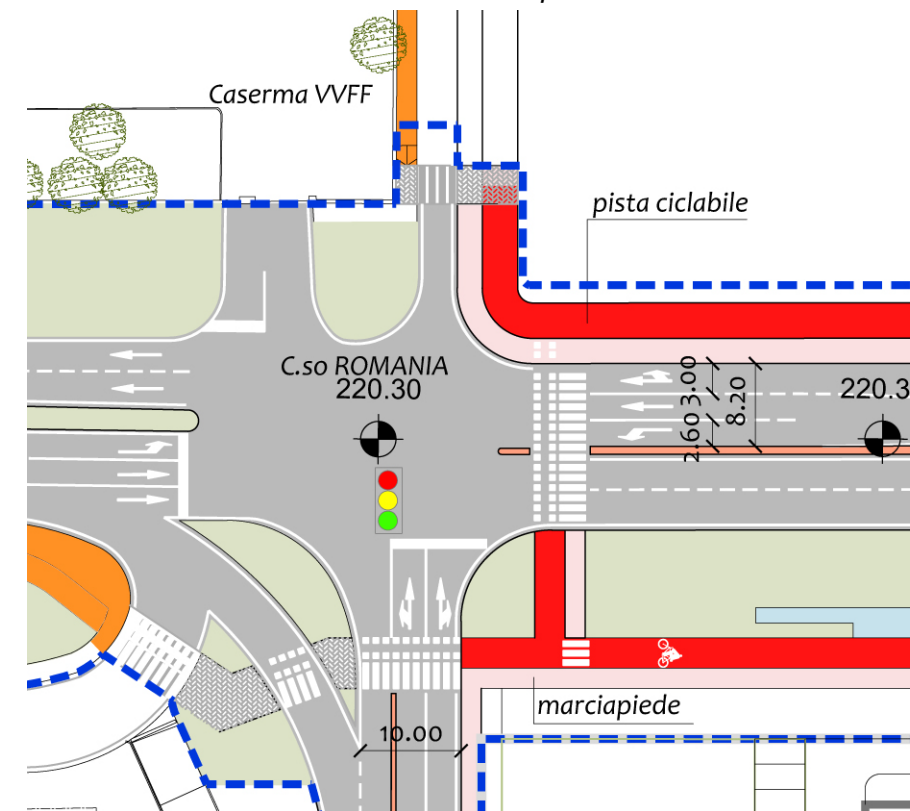 Caserma VVFF
pista ciclabile
C.so ROMANIA
220.30
3.00
8.20
2.60
220.3
marciapiede
10.00